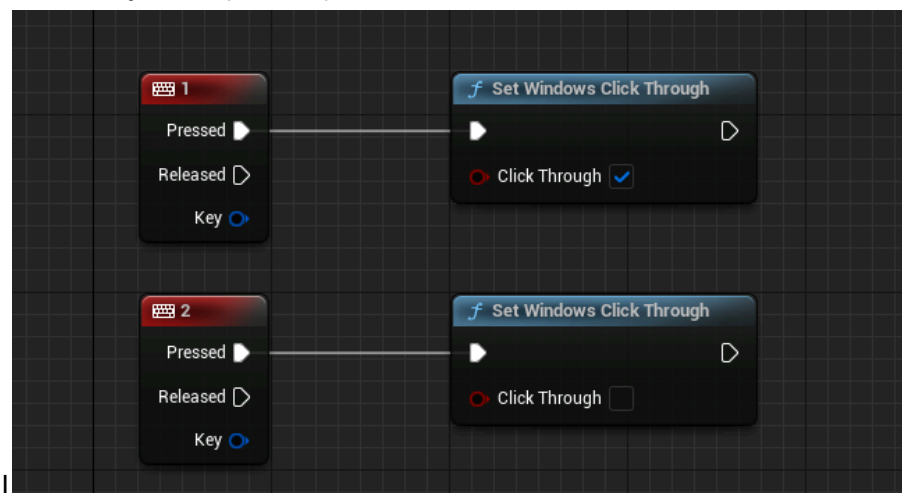 1
Pressed
Released
Key
Set Windows Click Through
Click Through
2
Pressed
Released
Key
Set Windows Click Through
Click Through